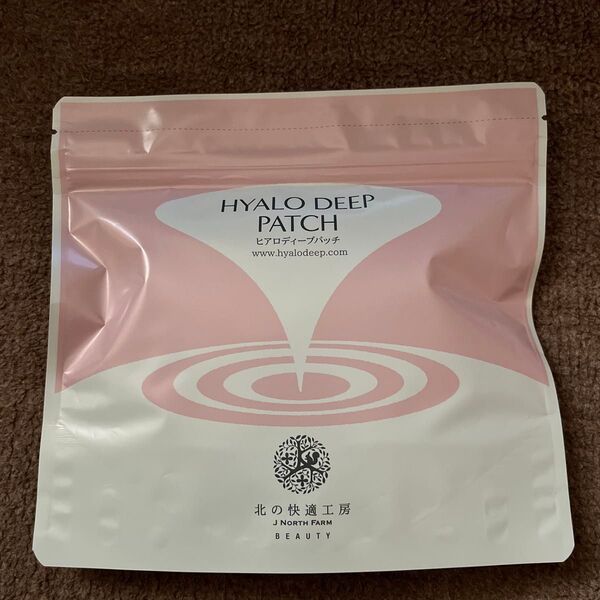 HYALO DEEP
PATCH
ヒアロディープパッチ
www.hyalodeep.com
北の快適工房
J NORTH FARM
BEAUTY